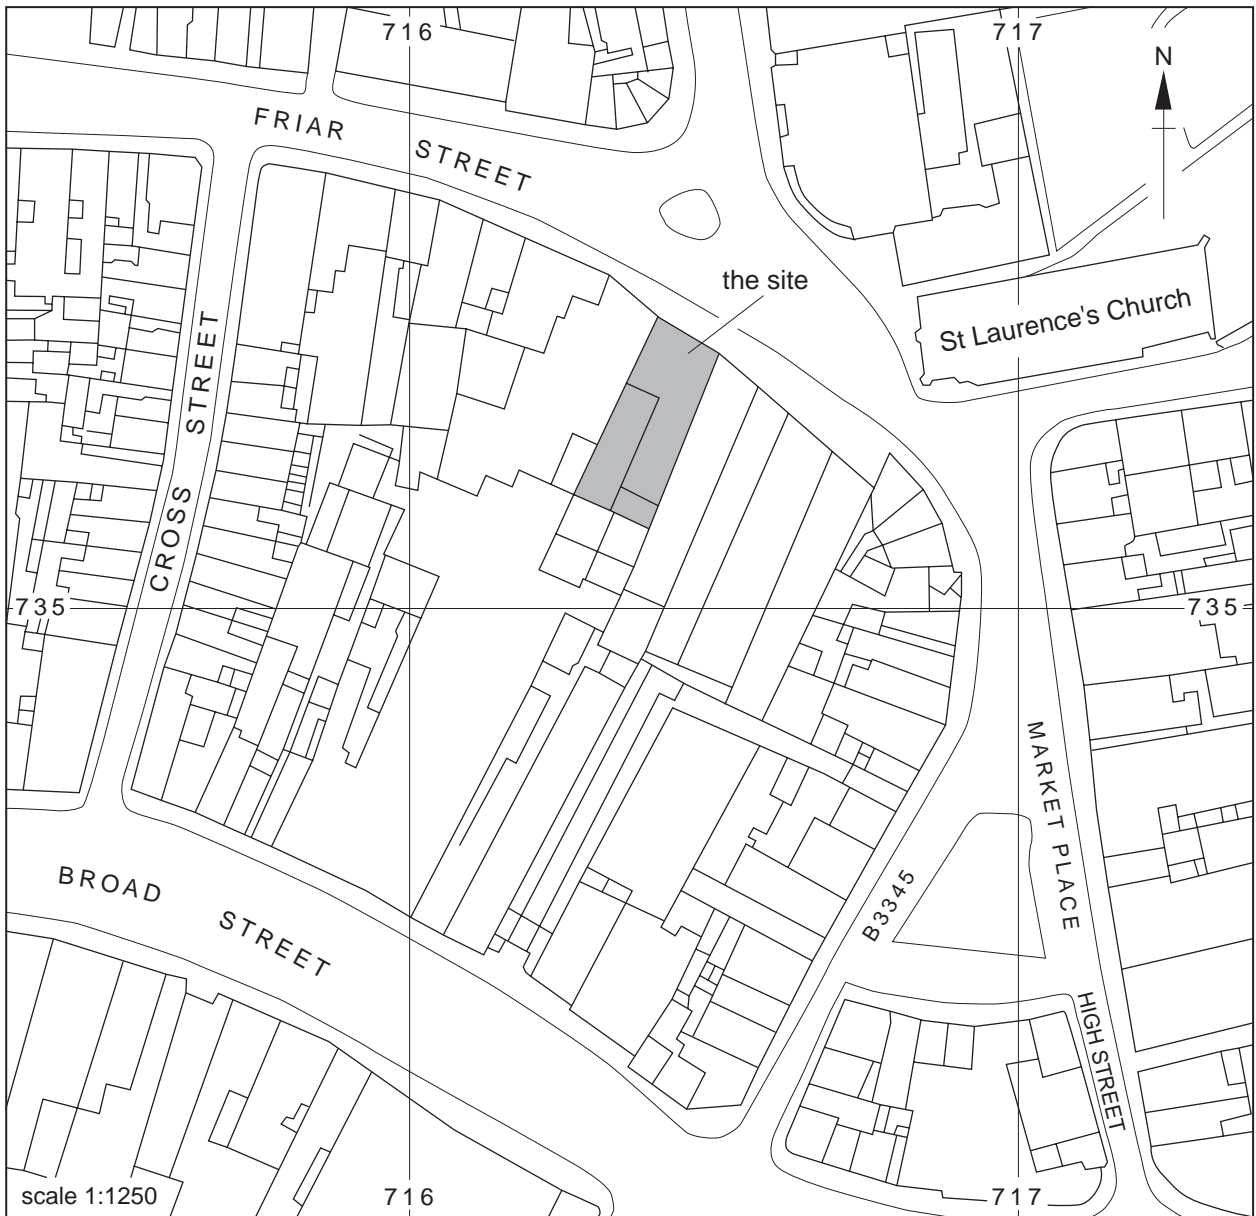 716
717
N
FRIAR STREET
the site
St Laurence's Church
CROSS STREET
735
735
MARKET PLACE
BROAD STREET
B3345
HIGH STREET
scale 1:1250
716
717